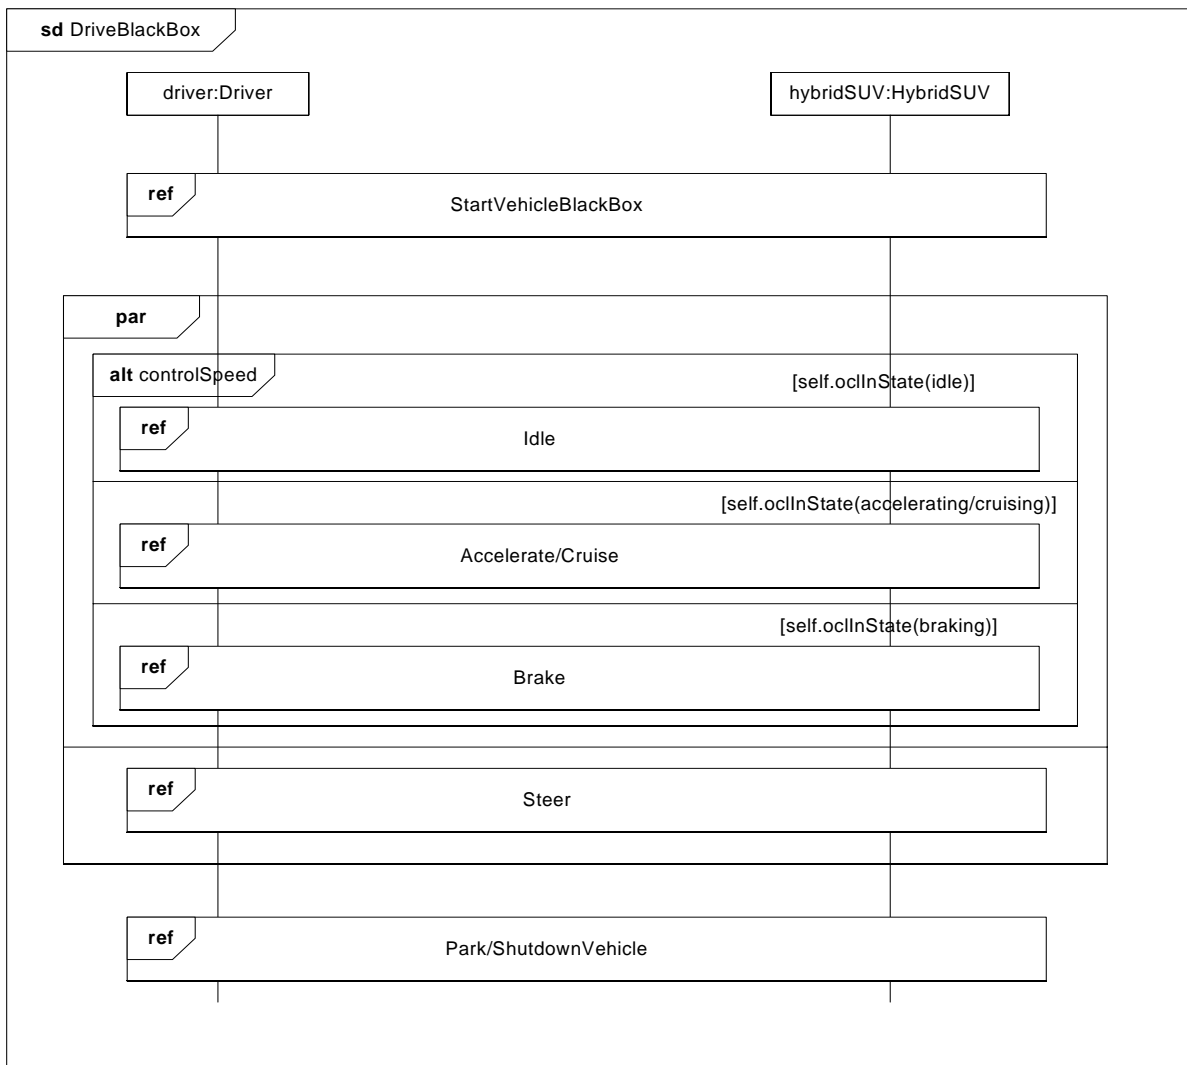 sd DriveBlackBox
driver:Driver
hybridSUV:HybridSUV
ref
StartVehicleBlackBox
par
alt controlSpeed
[self.oclInState(idle)]
ref
Idle
[self.oclInState(accelerating/cruising)]
ref
Accelerate/Cruise
[self.oclInState(braking)]
ref
Brake
ref
Steer
ref
Park/ShutdownVehicle